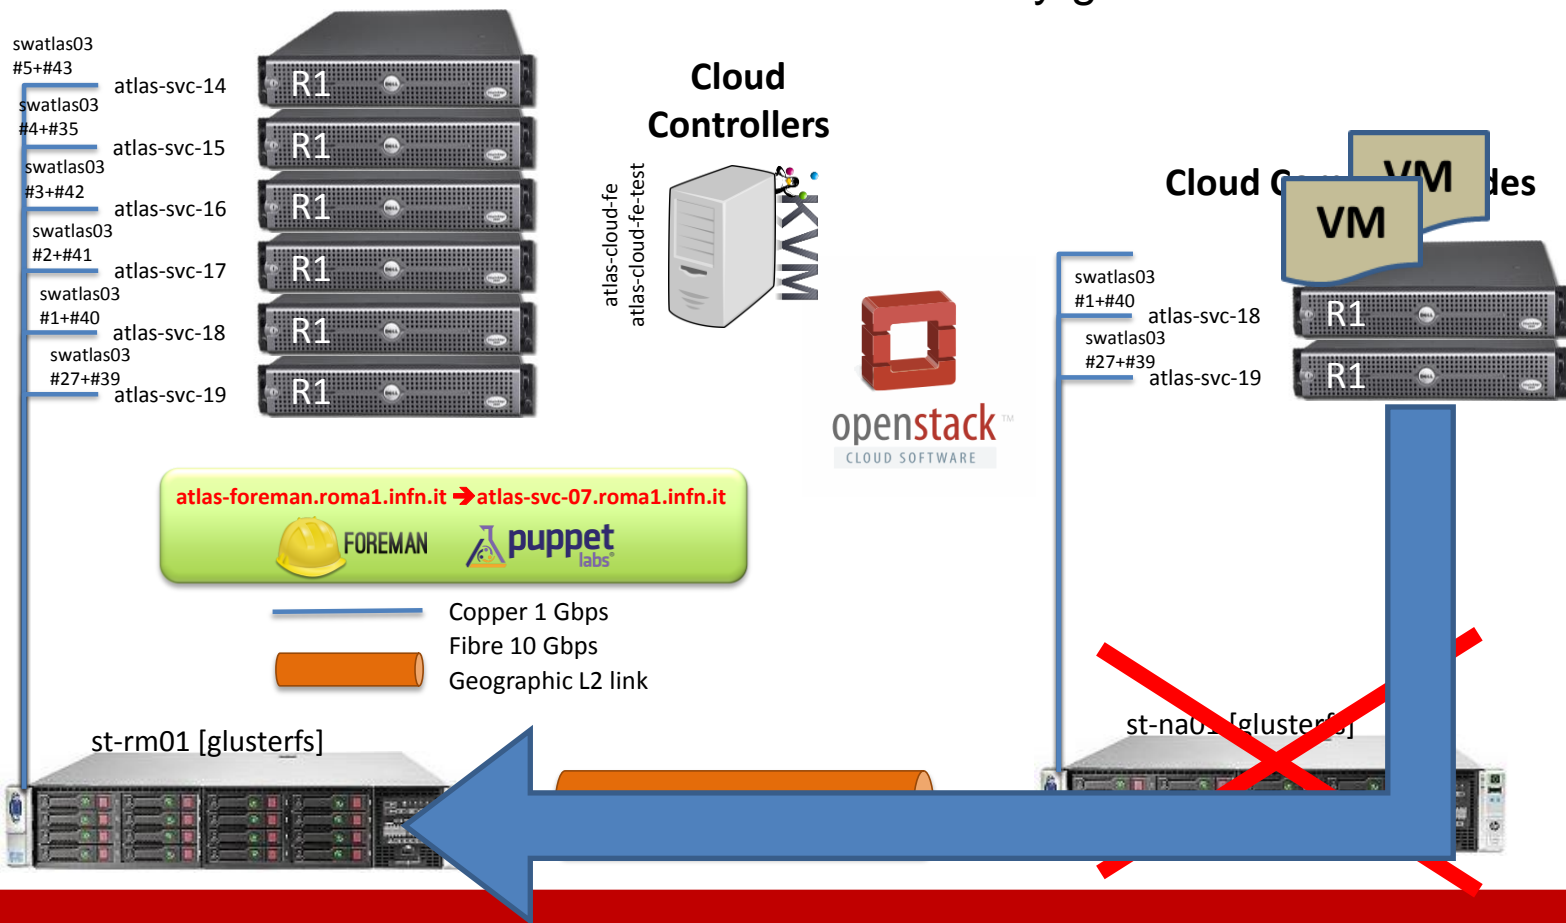 swatlas03
#5+#43
atlas-svc-14
R1
swatlas03
#4+#35
atlas-svc-15
R1
swatlas03
#3+#42
atlas-svc-16
R1
swatlas03
#2+#41
atlas-svc-17
R1
swatlas03
#1+#40
atlas-svc-18
R1
swatlas03
#27+#39
atlas-svc-19
R1
Cloud
Controllers
atlas-cloud-fe
atlas-cloud-fe-test
KVM
openstack TM
CLOUD SOFTWARE
Cloud
VM
VM
swatlas03
#1+#40
atlas-svc-18
R1
swatlas03
#27+#39
atlas-svc-19
R1
atlas-foreman.roma1.infn.it ➔atlas-svc-07.roma1.infn.it
FOREMAN
puppet
labs®
Copper 1 Gbps
Fibre 10 Gbps
Geographic L2 link
st-rm01 [glusterfs]
st-na01 [glusterfs]